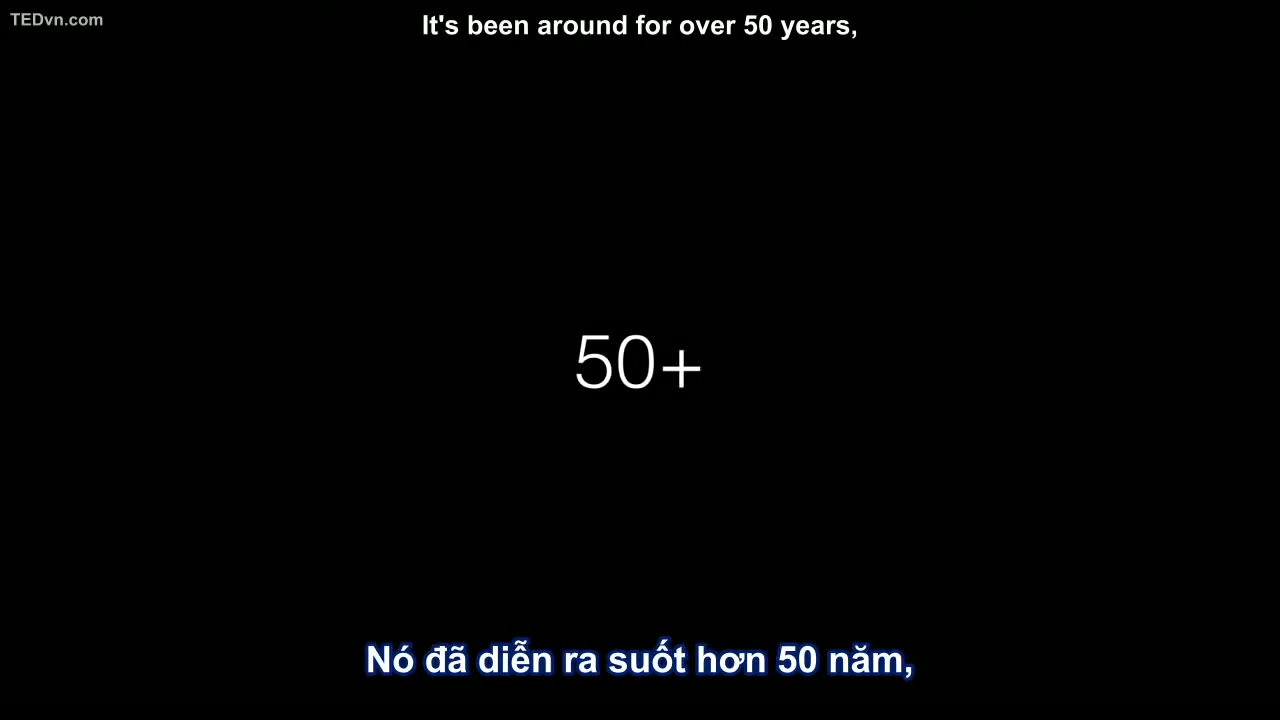 TEDvn.com
It's been around for over 50 years,
50+
Nó đã diễn ra suốt hơn 50 năm,